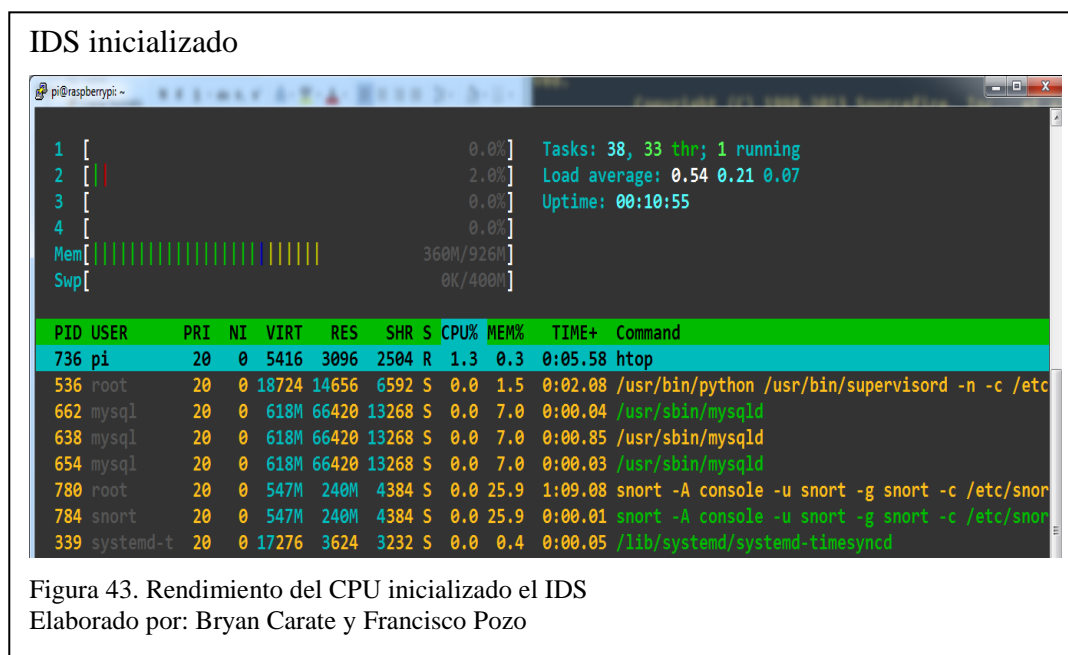 IDS inicializado
pi@raspberrypi: ~
1 [ 0.0%] Tasks: 38, 33 thr; 1 running
2 [|| 2.0%] Load average: 0.54 0.21 0.07
3 [ 0.0%] Uptime: 00:10:55
4 [ 0.0%]
Mem[||||||||||||||||||||||||| 360M/926M]
Swp[ 0K/400M]
PID USER PRI NI VIRT RES SHR S CPU% MEM% TIME+ Command
736 pi 20 0 5416 3096 2504 R 1.3 0.3 0:05.58 htop
536 root 20 0 18724 14656 6592 S 0.0 1.5 0:02.08 /usr/bin/python /usr/bin/supervisord -n -c /etc
662 mysql 20 0 618M 66420 13268 S 0.0 7.0 0:00.04 /usr/sbin/mysqld
638 mysql 20 0 618M 66420 13268 S 0.0 7.0 0:00.85 /usr/sbin/mysqld
654 mysql 20 0 618M 66420 13268 S 0.0 7.0 0:00.03 /usr/sbin/mysqld
780 root 20 0 547M 240M 4384 S 0.0 25.9 1:09.08 snort -A console -u snort -g snort -c /etc/snor
784 snort 20 0 547M 240M 4384 S 0.0 25.9 0:00.01 snort -A console -u snort -g snort -c /etc/snor
339 systemd-t 20 0 17276 3624 3232 S 0.0 0.4 0:00.05 /lib/systemd/systemd-timesyncd
Figura 43. Rendimiento del CPU inicializado el IDS
Elaborado por: Bryan Carate y Francisco Pozo